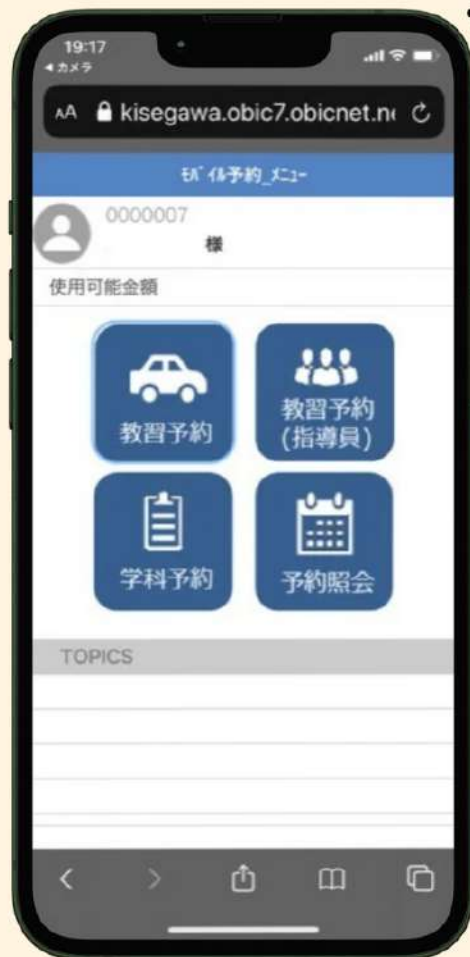 19:17
◂カメラ
AA kisegawa.obic7.obicnet.ne
ﾓﾊﾞｲﾙ予約_ﾒﾆｭｰ
0000007
様
使用可能金額
教習予約
教習予約
(指導員)
学科予約
予約照会
TOPICS